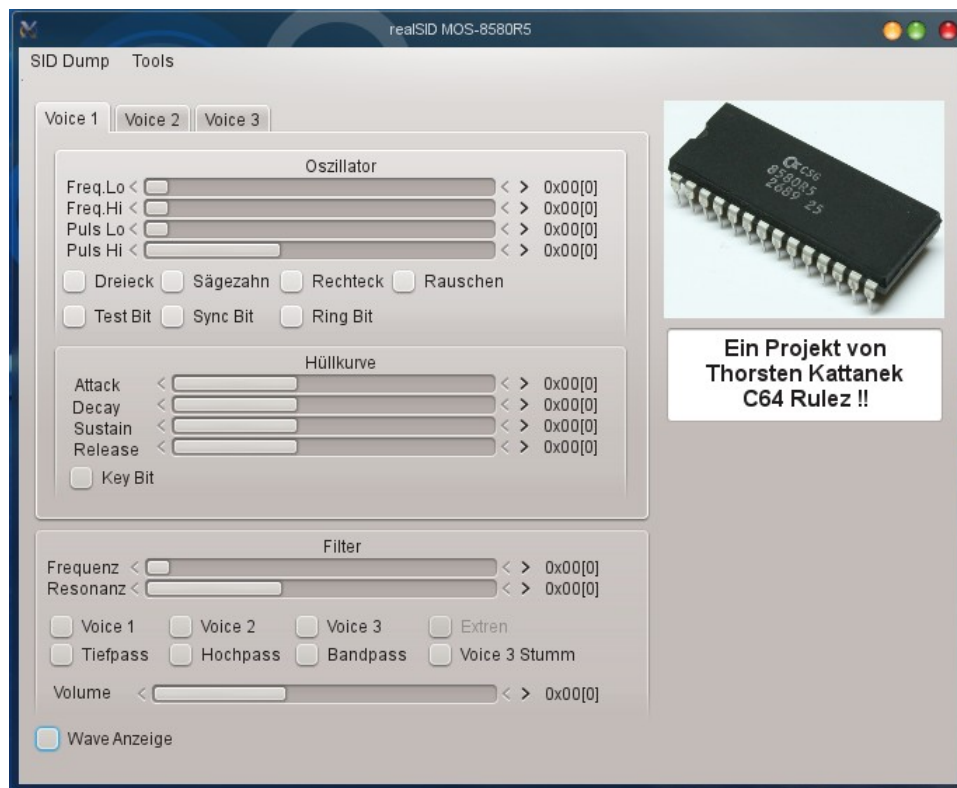 realSID MOS-8580R5
SID Dump Tools
Voice 1 Voice 2 Voice 3
Oszillator
Freq.Lo < < > 0x00[0]
Freq.Hi < < > 0x00[0]
Puls Lo < < > 0x00[0]
Puls Hi < < > 0x00[0]
Dreieck Sägezahn Rechteck Rauschen
Test Bit Sync Bit Ring Bit
Hüllkurve
Attack < < > 0x00[0]
Decay < < > 0x00[0]
Sustain < < > 0x00[0]
Release < < > 0x00[0]
Key Bit
Filter
Frequenz < < > 0x00[0]
Resonanz < < > 0x00[0]
Voice 1 Voice 2 Voice 3 Extren
Tiefpass Hochpass Bandpass Voice 3 Stumm
Volume < < > 0x00[0]
Wave Anzeige
CSG
8580R5
2689 25
Ein Projekt von
Thorsten Kattanek
C64 Rulez !!